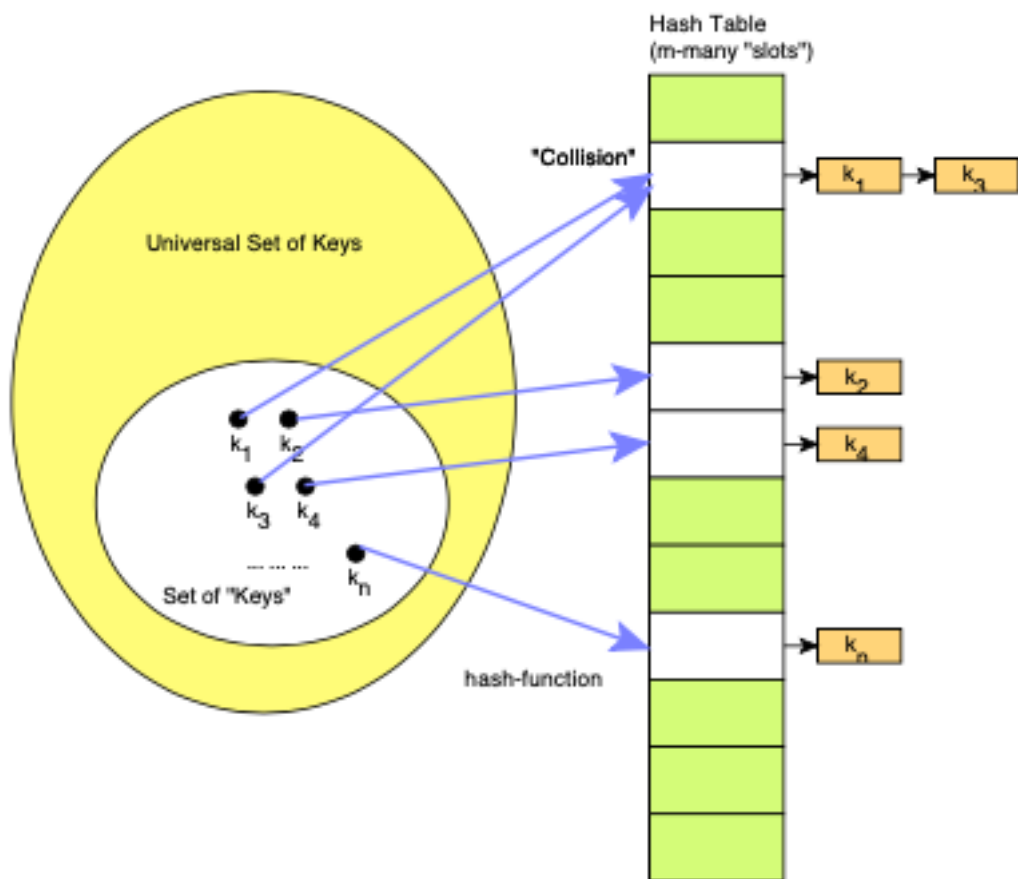 Hash Table
(m-many "slots")
"Collision"
k1
k3
Universal Set of Keys
k2
k1
k2
k4
k3
k4
.... ... ...
kn
Set of "Keys"
kn
hash-function